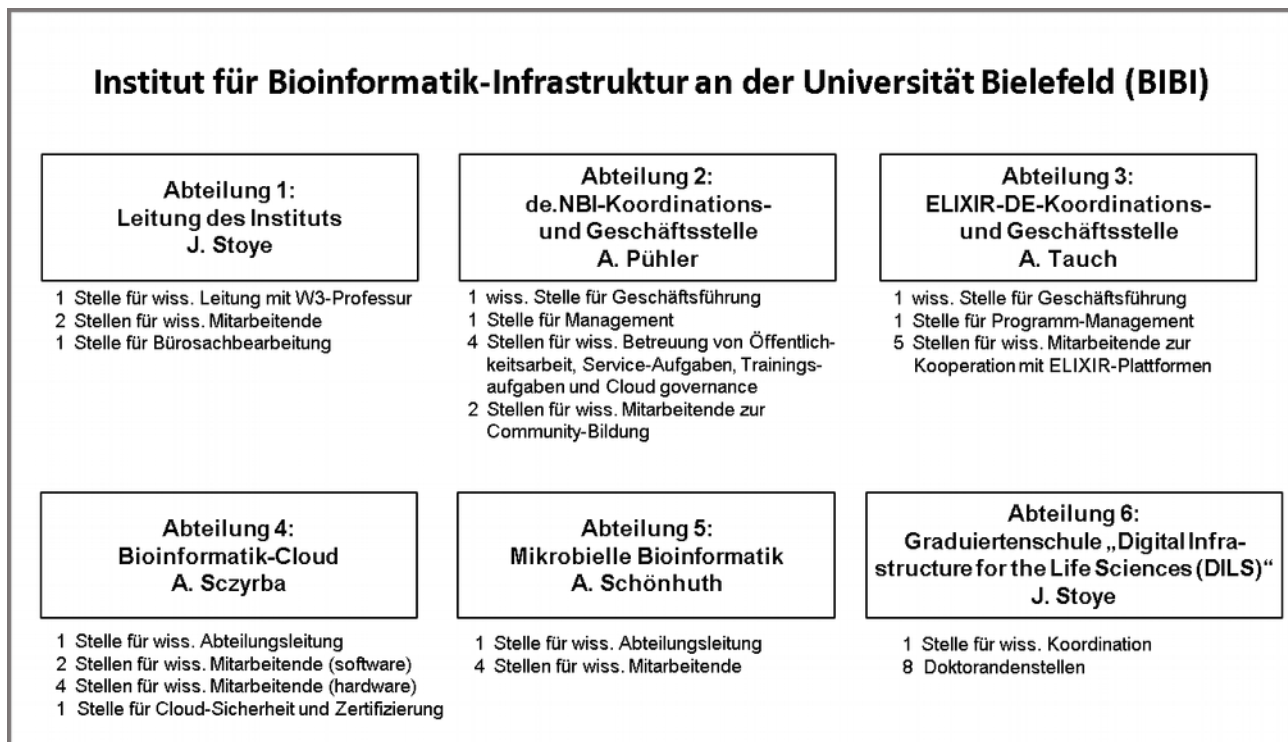 Institut für Bioinformatik-Infrastruktur an der Universität Bielefeld (BIBI)
Abteilung 1:
Leitung des Instituts
J. Stoye
1 Stelle für wiss. Leitung mit W3-Professur
2 Stellen für wiss. Mitarbeitende
1 Stelle für Bürosachbearbeitung
Abteilung 2:
de.NBI-Koordinations-
und Geschäftsstelle
A. Pühler
1 wiss. Stelle für Geschäftsführung
1 Stelle für Management
4 Stellen für wiss. Betreuung von Öffentlich-
keitsarbeit, Service-Aufgaben, Trainings-
aufgaben und Cloud governance
2 Stellen für wiss. Mitarbeitende zur
Community-Bildung
Abteilung 3:
ELIXIR-DE-Koordinations-
und Geschäftsstelle
A. Tauch
1 wiss. Stelle für Geschäftsführung
1 Stelle für Programm-Management
5 Stellen für wiss. Mitarbeitende zur
Kooperation mit ELIXIR-Plattformen
Abteilung 4:
Bioinformatik-Cloud
A. Sczyrba
1 Stelle für wiss. Abteilungsleitung
2 Stellen für wiss. Mitarbeitende (software)
4 Stellen für wiss. Mitarbeitende (hardware)
1 Stelle für Cloud-Sicherheit und Zertifizierung
Abteilung 5:
Mikrobielle Bioinformatik
A. Schönhuth
1 Stelle für wiss. Abteilungsleitung
4 Stellen für wiss. Mitarbeitende
Abteilung 6:
Graduiertenschule „Digital Infra-
structure for the Life Sciences (DILS)“
J. Stoye
1 Stelle für wiss. Koordination
8 Doktorandenstellen